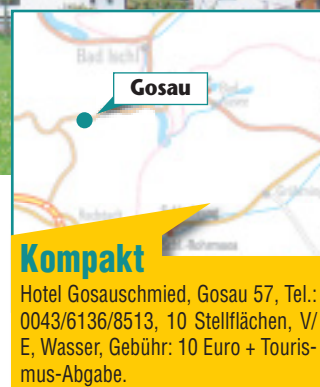 Bad Ischl
Gosau
Kompakt
Hotel Gosauschmied, Gosau 57, Tel.:
0043/6136/8513, 10 Stellflächen, V/
E, Wasser, Gebühr: 10 Euro + Touris-
mus-Abgabe.